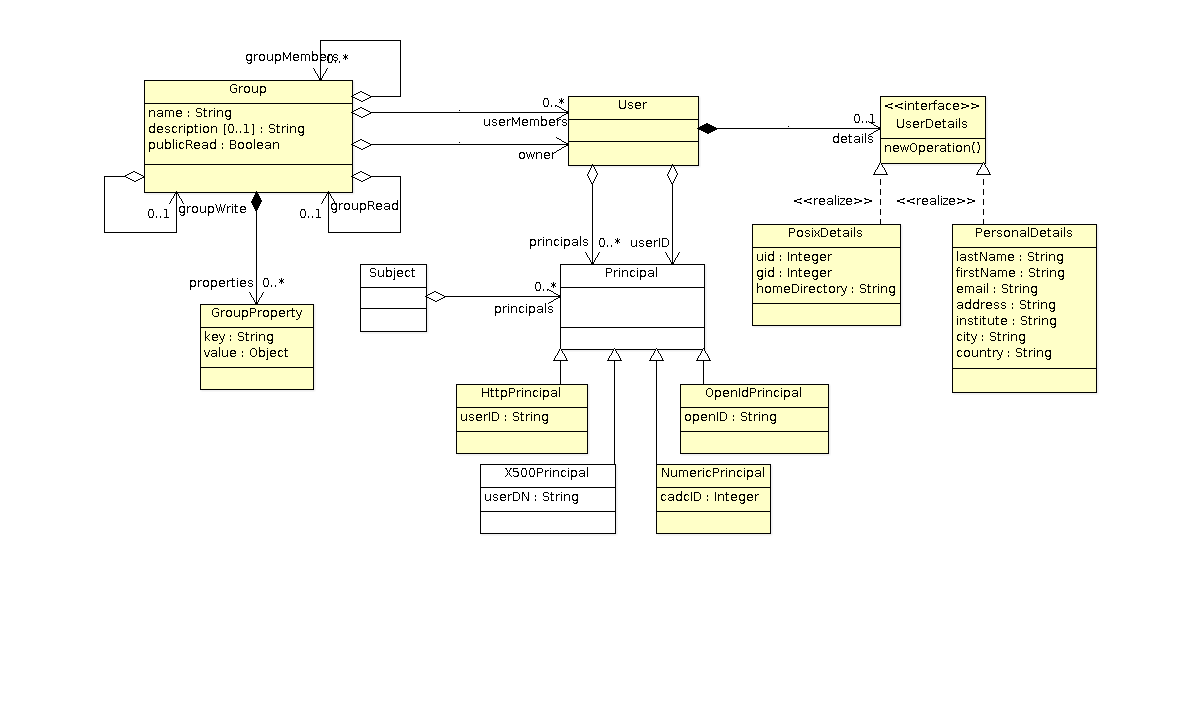 groupMembers
0..*
Group
name : String
description [0..1] : String
publicRead : Boolean
0..*
userMembers
owner
User
0..1
details
<<interface>>
UserDetails
newOperation()
0..1
groupWrite
0..1
groupRead
<<realize>>
<<realize>>
properties
0..*
principals
0..*
userID
PosixDetails
uid : Integer
gid : Integer
homeDirectory : String
PersonalDetails
lastName : String
firstName : String
email : String
address : String
institute : String
city : String
country : String
Subject
0..*
principals
Principal
GroupProperty
key : String
value : Object
HttpPrincipal
userID : String
OpenIdPrincipal
openID : String
X500Principal
userDN : String
NumericPrincipal
cadcID : Integer